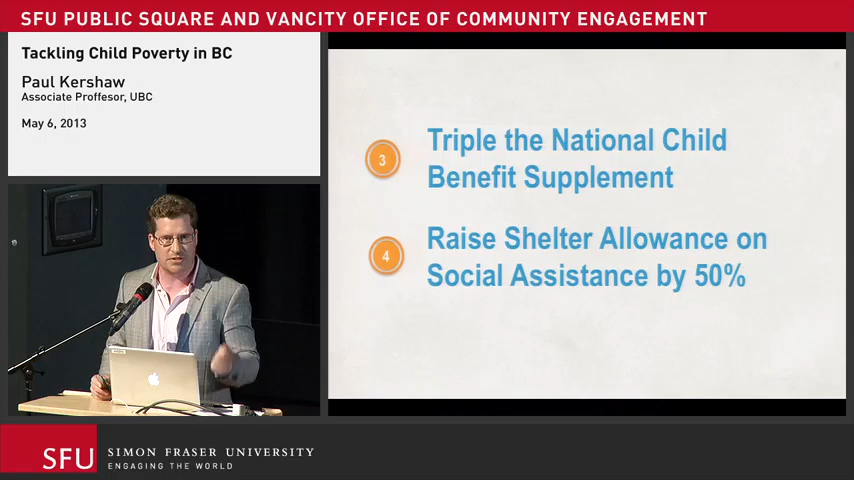 SFU PUBLIC SQUARE AND VANCITY OFFICE OF COMMUNITY ENGAGEMENT
Tackling Child Poverty in BC
Paul Kershaw
Associate Proffesor, UBC
May 6, 2013
3
Triple the National Child
Benefit Supplement
4
Raise Shelter Allowance on
Social Assistance by 50%
SFU
SIMON FRASER UNIVERSITY
ENGAGING THE WORLD